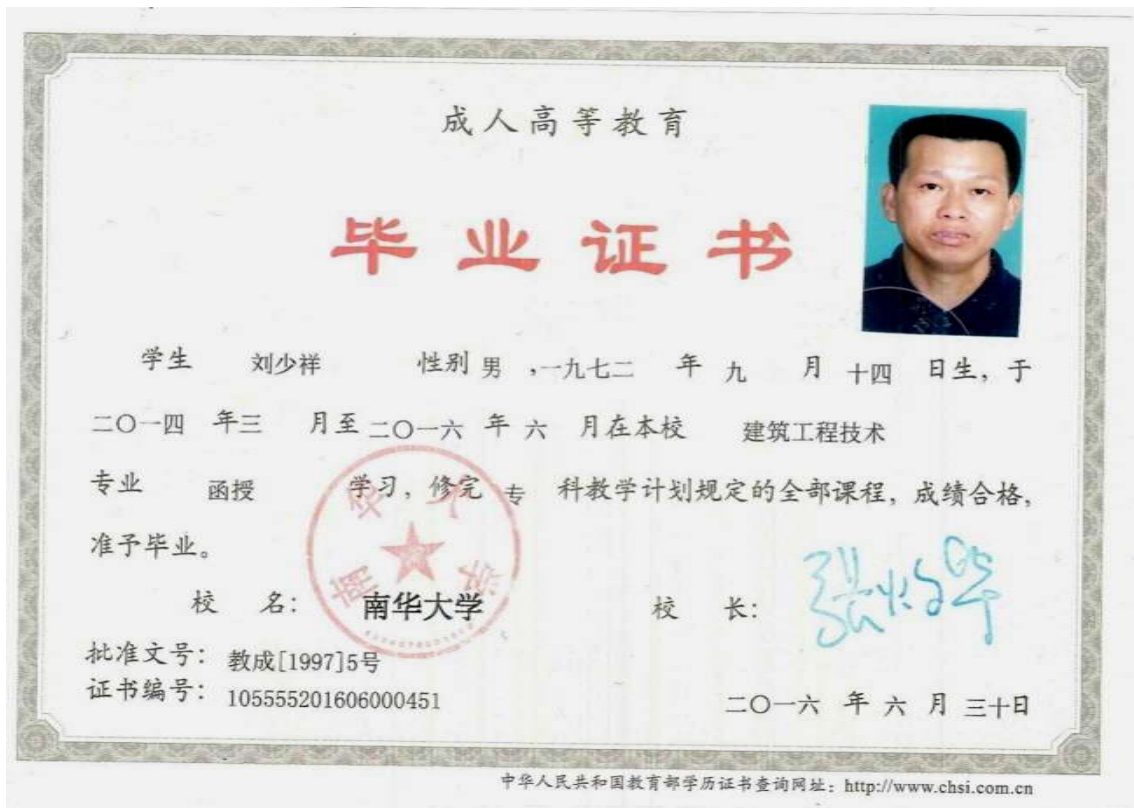 成人高等教育
毕业证书
学生 刘少祥 性别 男 ,一九七二 年 九 月 十四 日生, 于
二〇一四 年三 月至 二〇一六 年 六 月在本校 建筑工程技术
专业 函授 学习, 修完 专 科教学计划规定的全部课程, 成绩合格,
准予毕业。
南华大学
校 名: 南华大学 校 长:
批准文号: 教成[1997]5号
证书编号: 105555201606000451
二〇一六 年 六 月 三十日
中华人民共和国教育部学历证书查询网址: http://www.chsi.com.cn